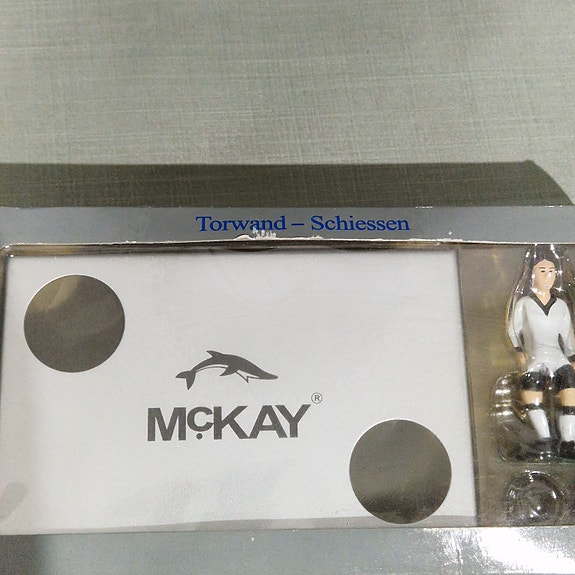 Torwand – Schiessen
McKAY®